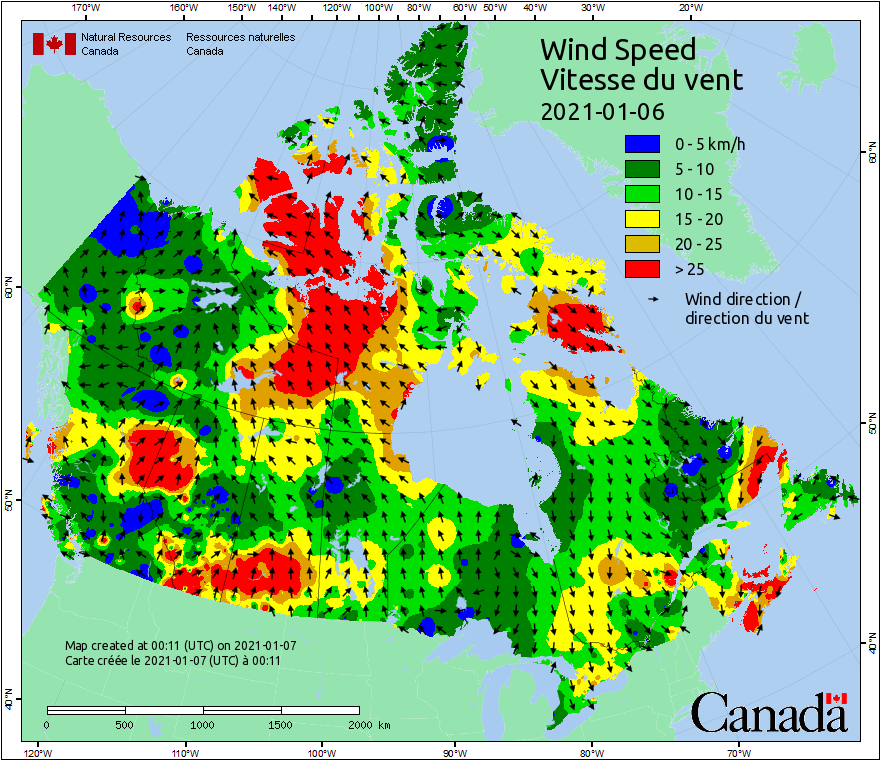 170°W 160°W 150°W 140°W 130°W 120°W 110°W 100°W 90°W 80°W 70°W 60°W 50°W 40°W 30°W 20°W
Natural Resources Ressources naturelles
Canada Canada
Wind Speed
Vitesse du vent
2021-01-06
0 - 5 km/h
5 - 10
10 - 15
15 - 20
20 - 25
> 25
Wind direction /
direction du vent
60°N
60°N
50°N
50°N
40°N
40°N
Map created at 00:11 (UTC) on 2021-01-07
Carte créée le 2021-01-07 (UTC) à 00:11
0 500 1000 1500 2000 km
Canada
120°W 110°W 100°W 90°W 80°W 70°W